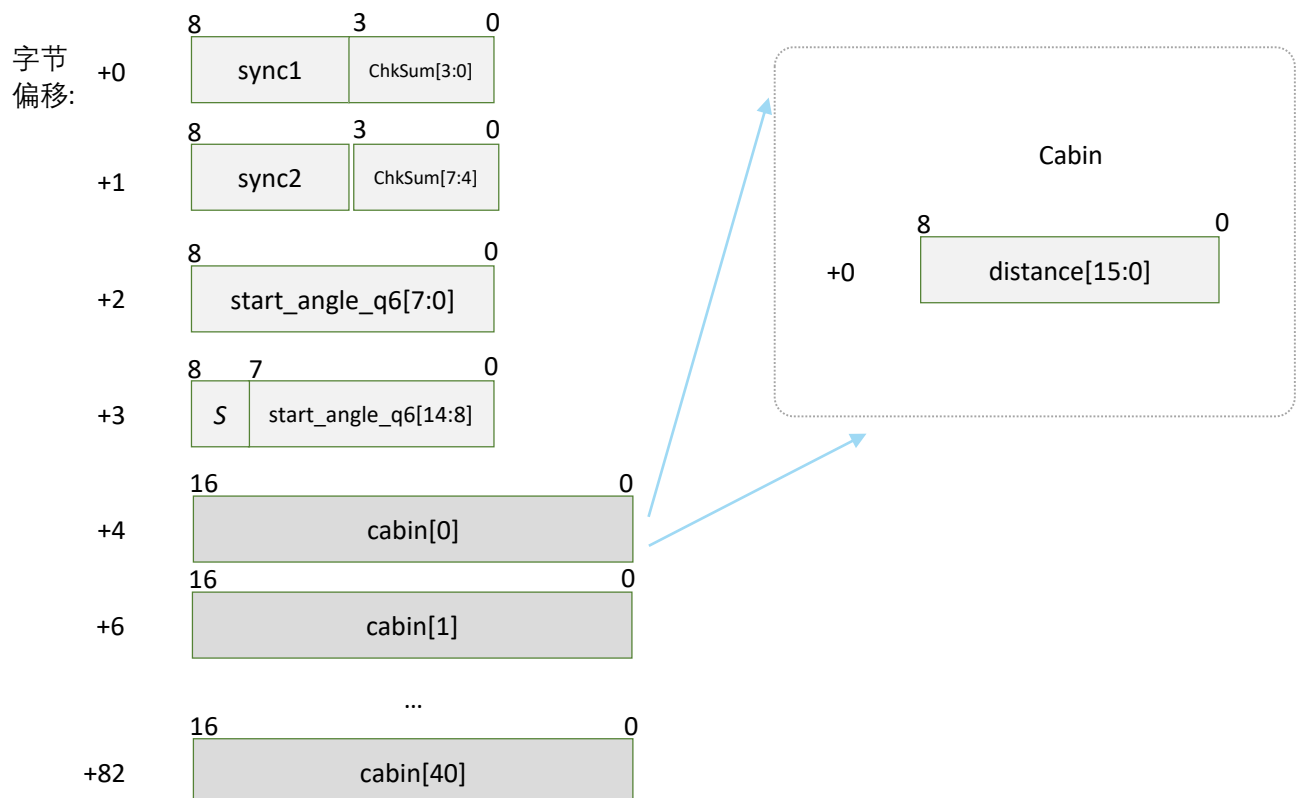 8 3 0
字节
偏移:
+0 sync1 ChkSum[3:0]
8 3 0
+1 sync2 ChkSum[7:4]
8 0
+2 start_angle_q6[7:0]
8 7 0
+3 S start_angle_q6[14:8]
16 0
+4 cabin[0]
16 0
+6 cabin[1]
...
16 0
+82 cabin[40]
Cabin
8 0
+0 distance[15:0]